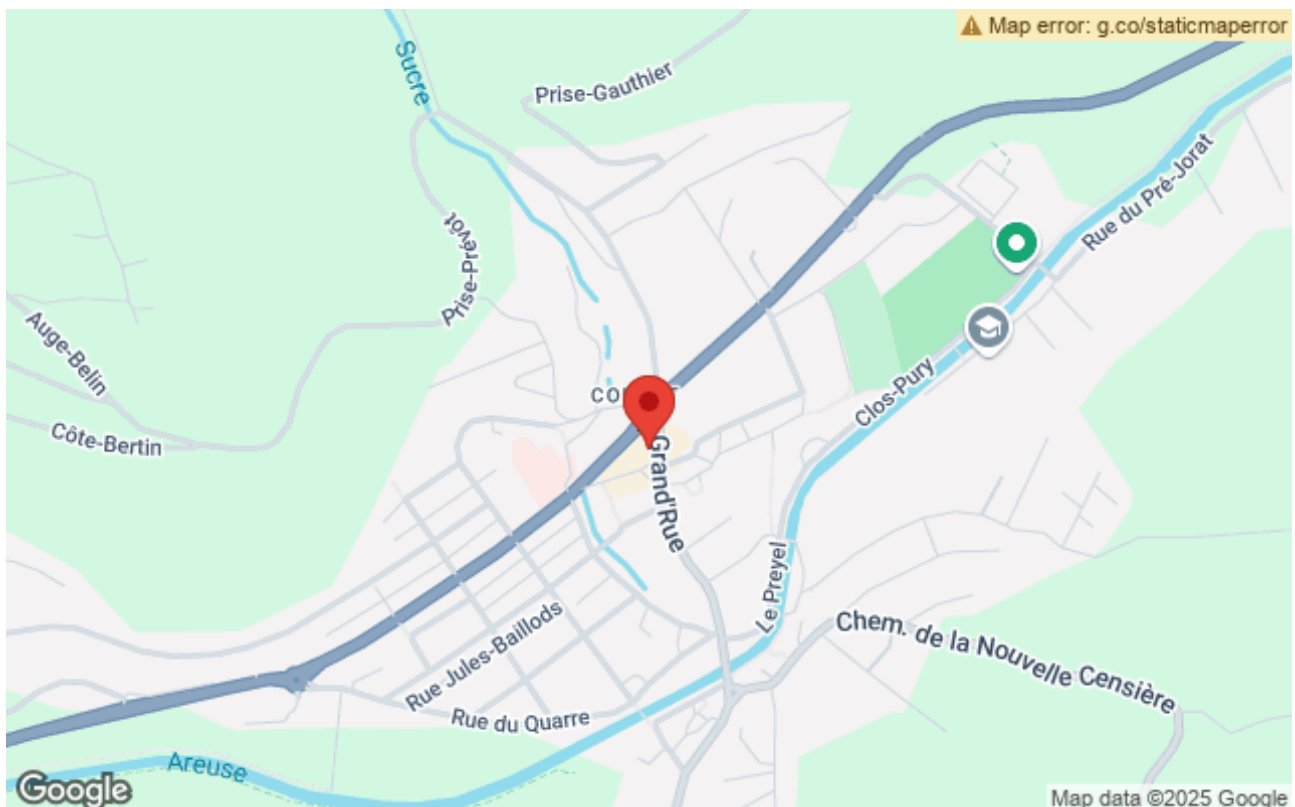 Map error: g.co/staticmaperror
Sucre
Prise-Gauthier
Rue du Pré-Jorat
Prise-Prévôt
Auge-Belin
Côte-Bertin
Clos-Pury
Grand'Rue
Le Preyel
Rue Jules-Baillods
Chem. de la Nouvelle Censière
Rue du Quarre
Areuse
Google
Map data ©2025 Google